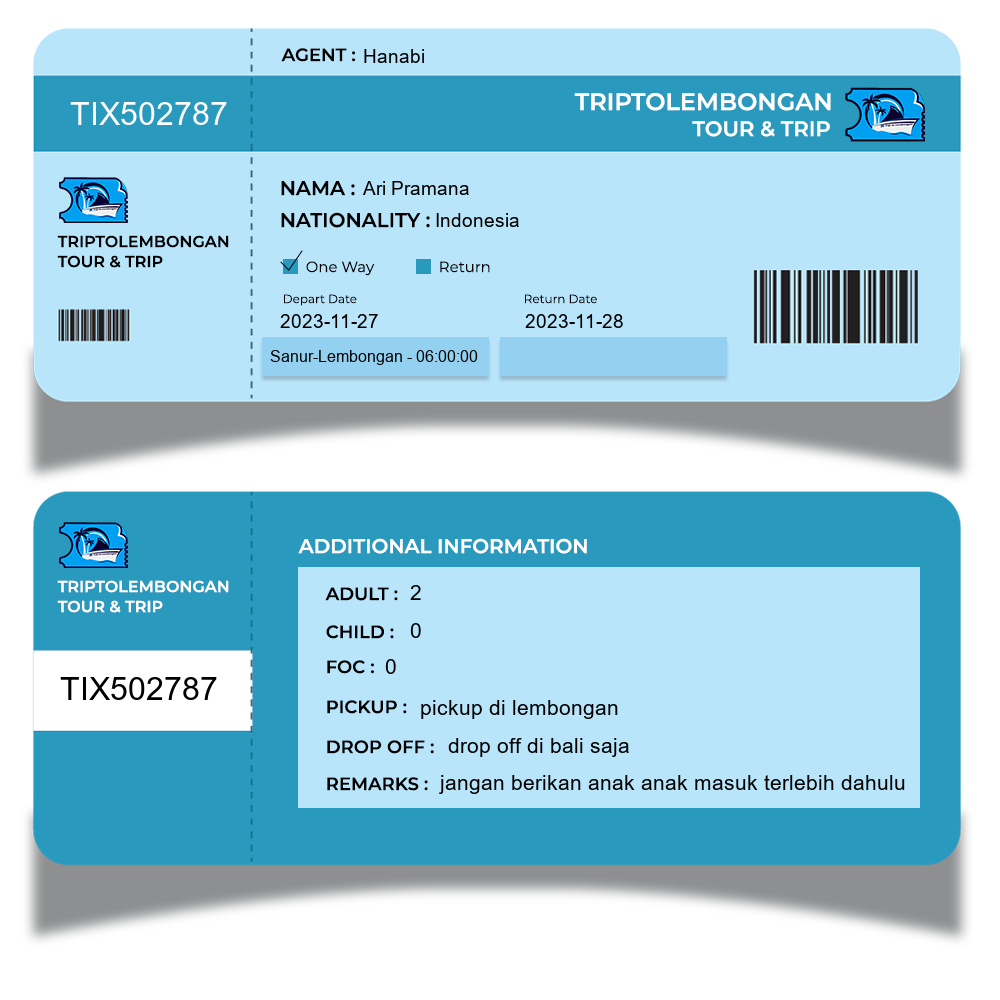 AGENT : Hanabi
TIX502787
TRIPTOLEMBONGAN
TOUR & TRIP
TRIPTOLEMBONGAN
TOUR & TRIP
NAMA : Ari Pramana
NATIONALITY : Indonesia
One Way Return
Depart Date Return Date
2023-11-27 2023-11-28
Sanur-Lembongan - 06:00:00
TRIPTOLEMBONGAN
TOUR & TRIP
TIX502787
ADDITIONAL INFORMATION
ADULT : 2
CHILD : 0
FOC : 0
PICKUP : pickup di lembongan
DROP OFF : drop off di bali saja
REMARKS : jangan berikan anak anak masuk terlebih dahulu